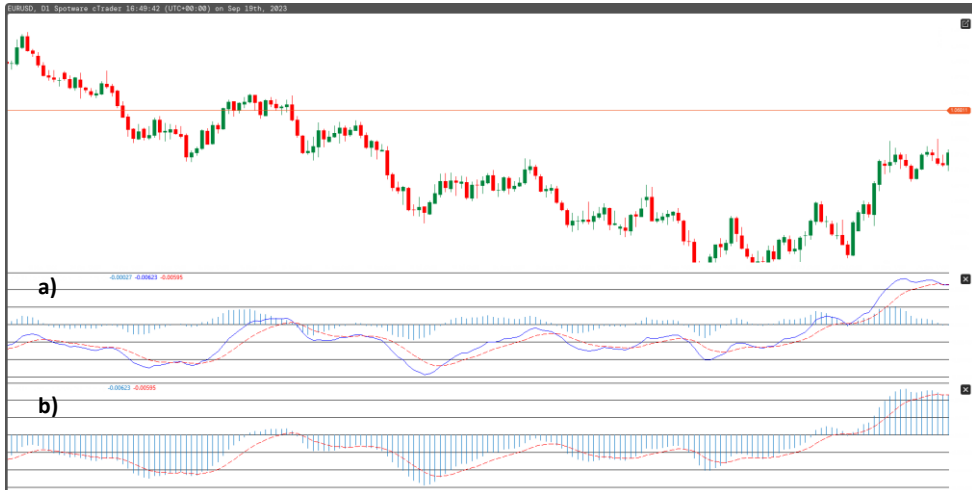 EURUSD, D1 Spotware cTrader 16:49:42 (UTC+00:00) on Sep 19th, 2023
a)
-0.00027 -0.00623 -0.00595
b)
-0.00623 -0.00595